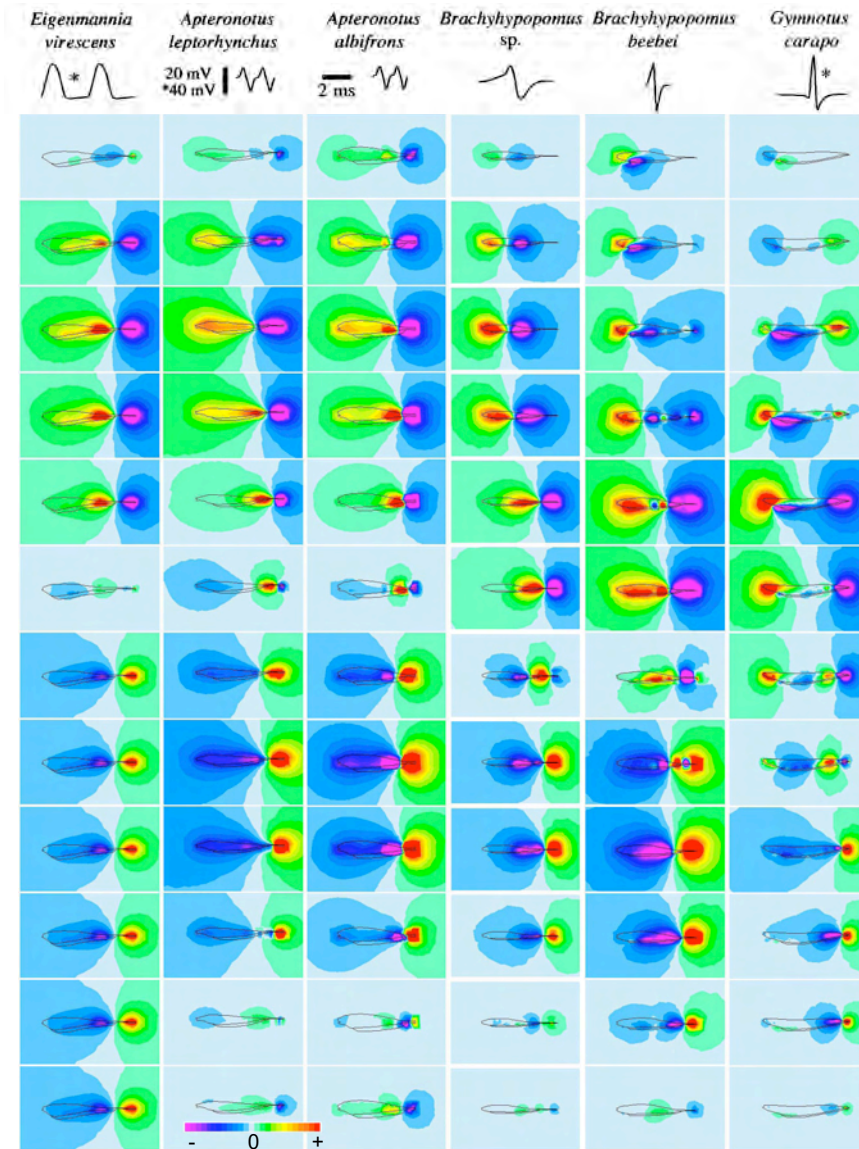 Eigenmannia virescens
Apteronotus leptorhynchus
Apteronotus albifrons
Brachyhypopomus sp.
Brachyhypopomus beebei
Gymnotus carapo
*
20 mV
*40 mV
2 ms
*
- 0 +